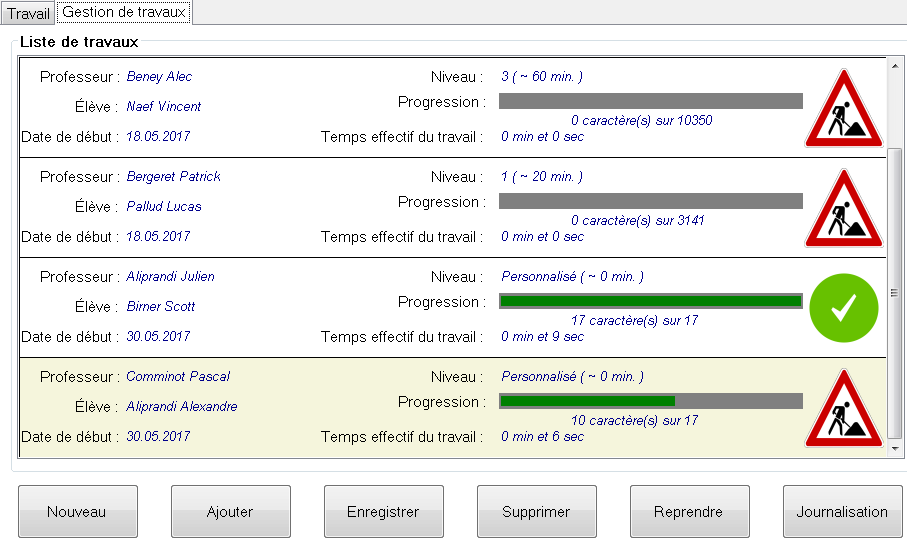 Travail Gestion de travaux
Liste de travaux
Professeur : Beney Alec Niveau : 3 ( ~ 60 min. )
Élève : Naef Vincent Progression :
0 caractère(s) sur 10350
Date de début : 18.05.2017 Temps effectif du travail : 0 min et 0 sec
Professeur : Bergeret Patrick Niveau : 1 ( ~ 20 min. )
Élève : Pallud Lucas Progression :
0 caractère(s) sur 3141
Date de début : 18.05.2017 Temps effectif du travail : 0 min et 0 sec
Professeur : Aliprandi Julien Niveau : Personnalisé ( ~ 0 min. )
Élève : Birner Scott Progression :
17 caractère(s) sur 17
Date de début : 30.05.2017 Temps effectif du travail : 0 min et 9 sec
Professeur : Comminot Pascal Niveau : Personnalisé ( ~ 0 min. )
Élève : Aliprandi Alexandre Progression :
10 caractère(s) sur 17
Date de début : 30.05.2017 Temps effectif du travail : 0 min et 6 sec
Nouveau Ajouter Enregistrer Supprimer Reprendre Journalisation